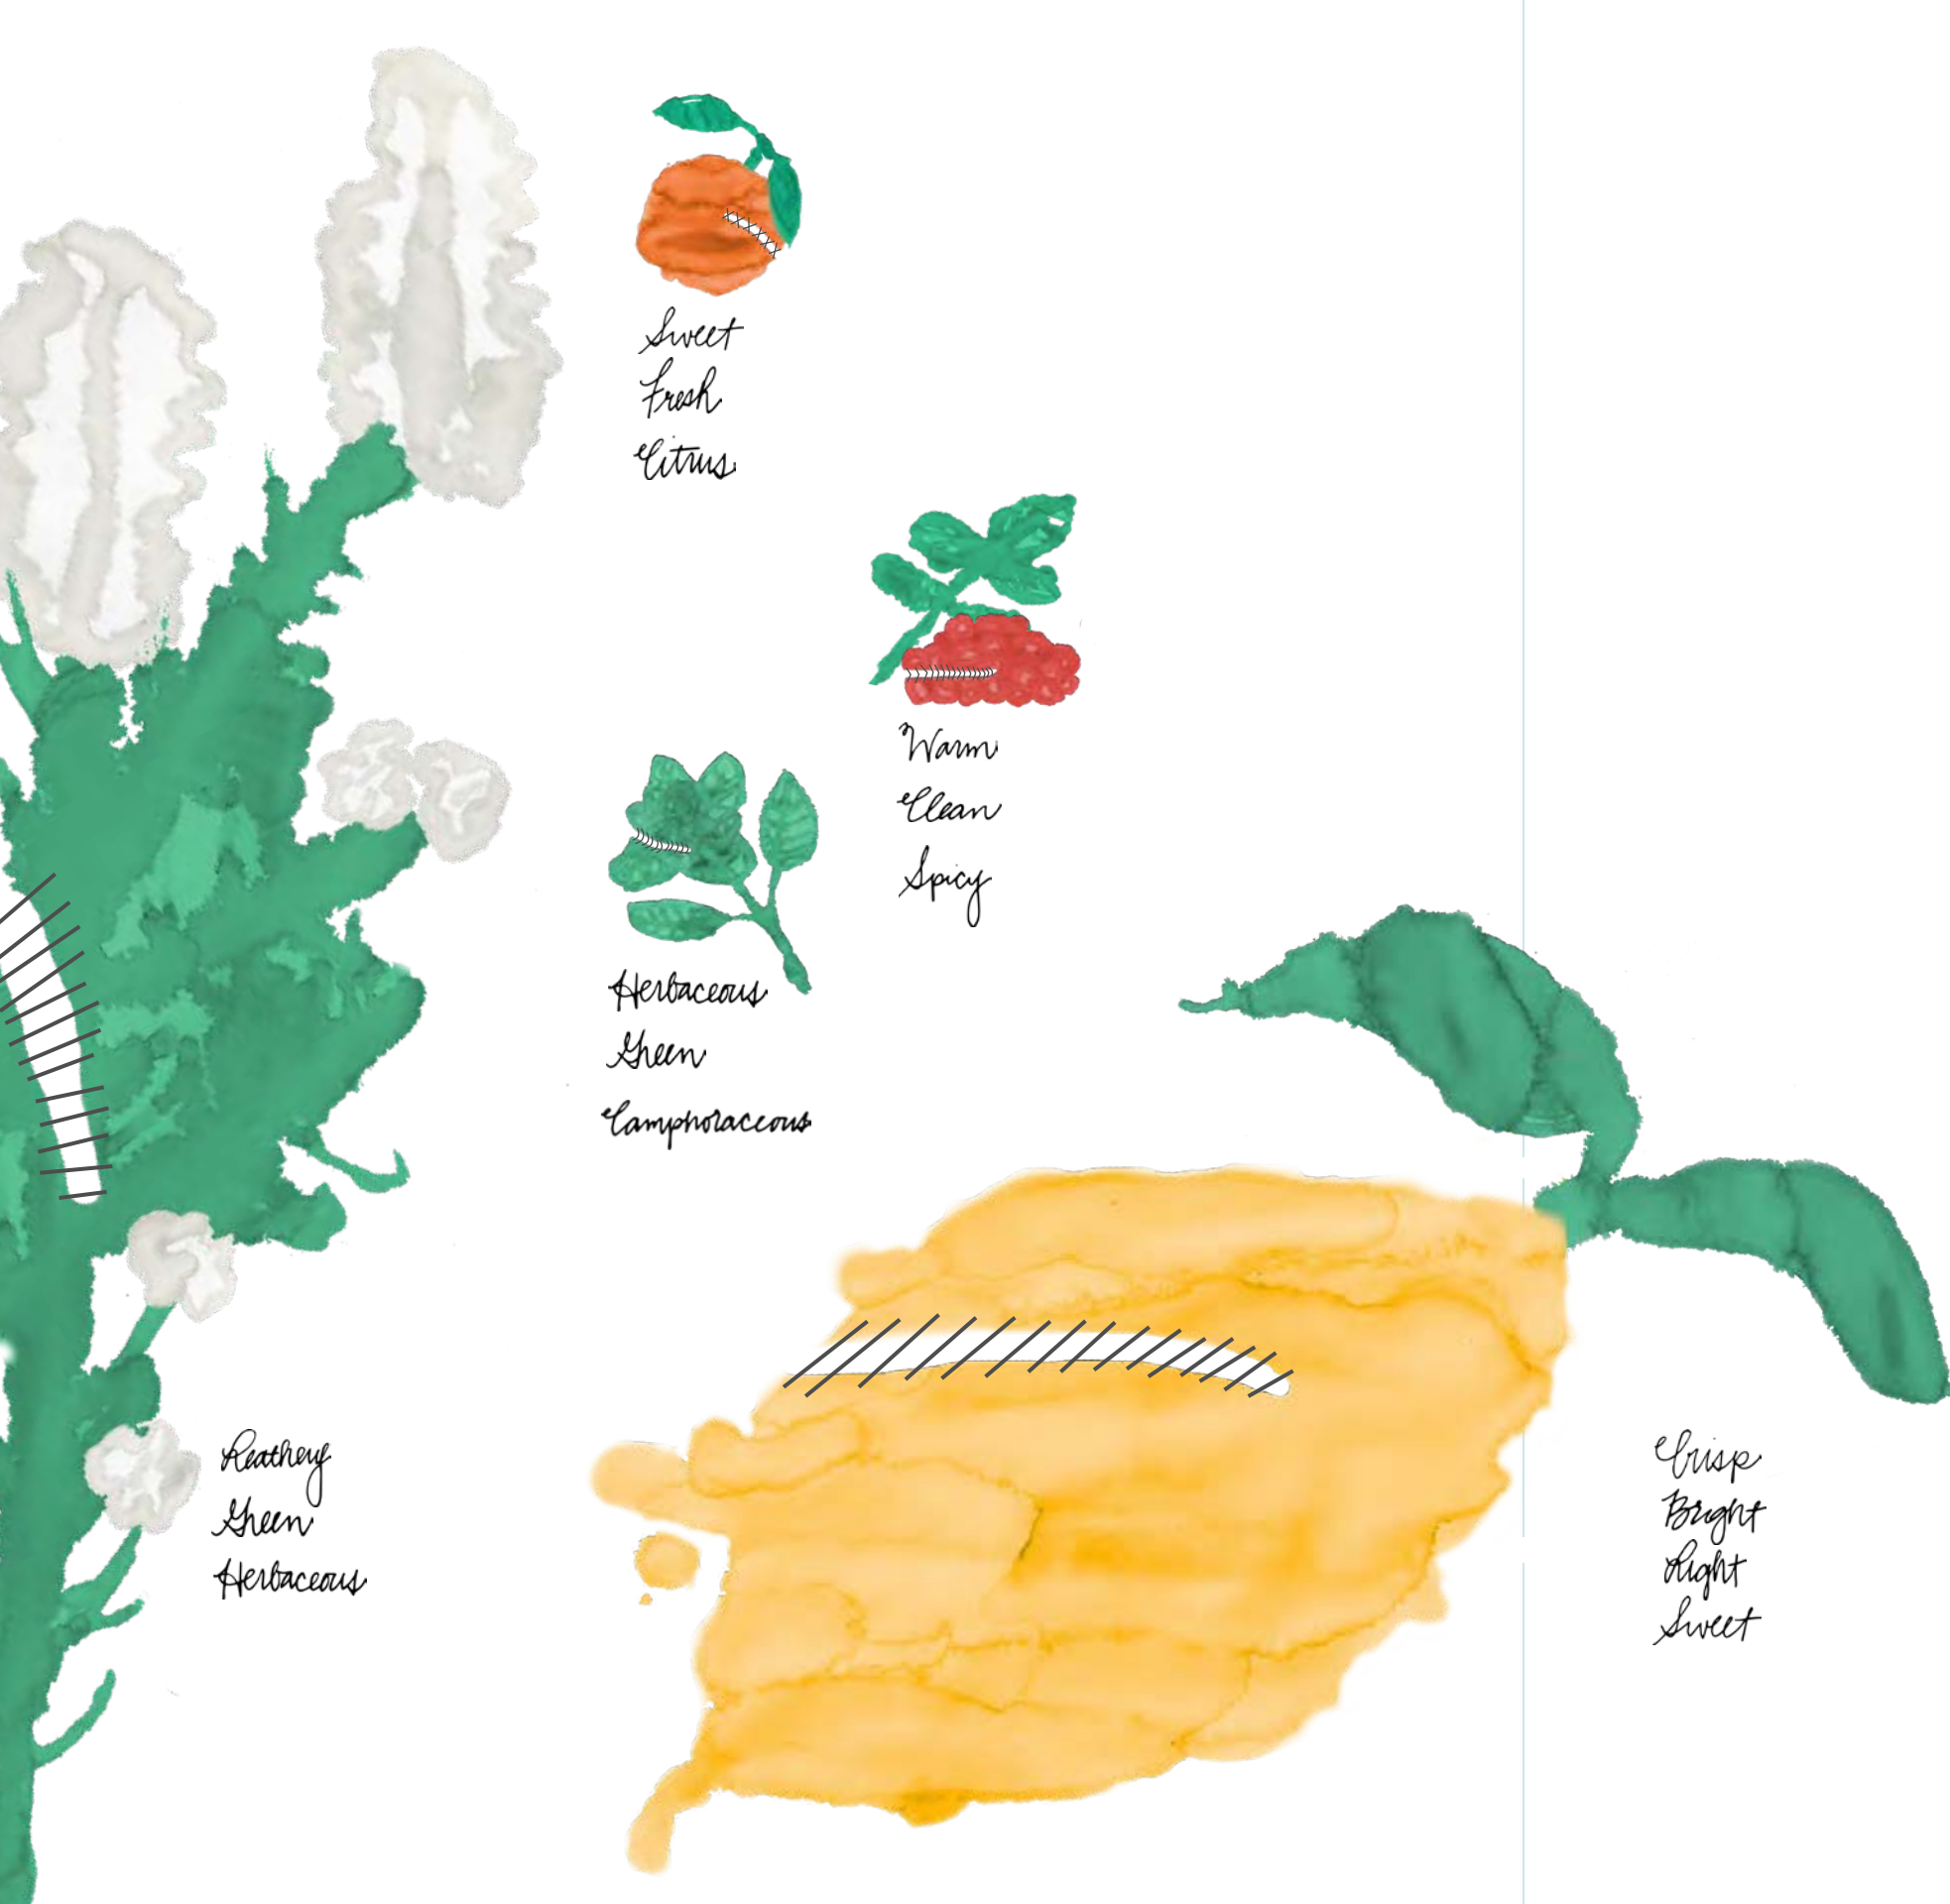 Sweet
Fresh
Citrus
Warm
Clean
Spicy
Herbaceous
Green
Camphoraceous
Leathery
Green
Herbaceous
Crisp
Bright
Light
Sweet